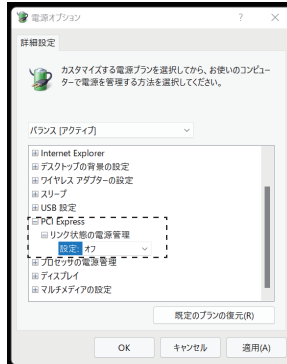 電源オプション
詳細設定
カスタマイズする電源プランを選択してから、お使いのコンピュー
ターで電源を管理する方法を選択してください。
バランス [アクティブ]
Internet Explorer
デスクトップの背景の設定
ワイヤレス アダプターの設定
スリープ
USB 設定
PCI Express
リンク状態の電源管理
設定: オフ
プロセッサの電源管理
ディスプレイ
マルチメディアの設定
既定のプランの復元(R)
OK キャンセル 適用(A)